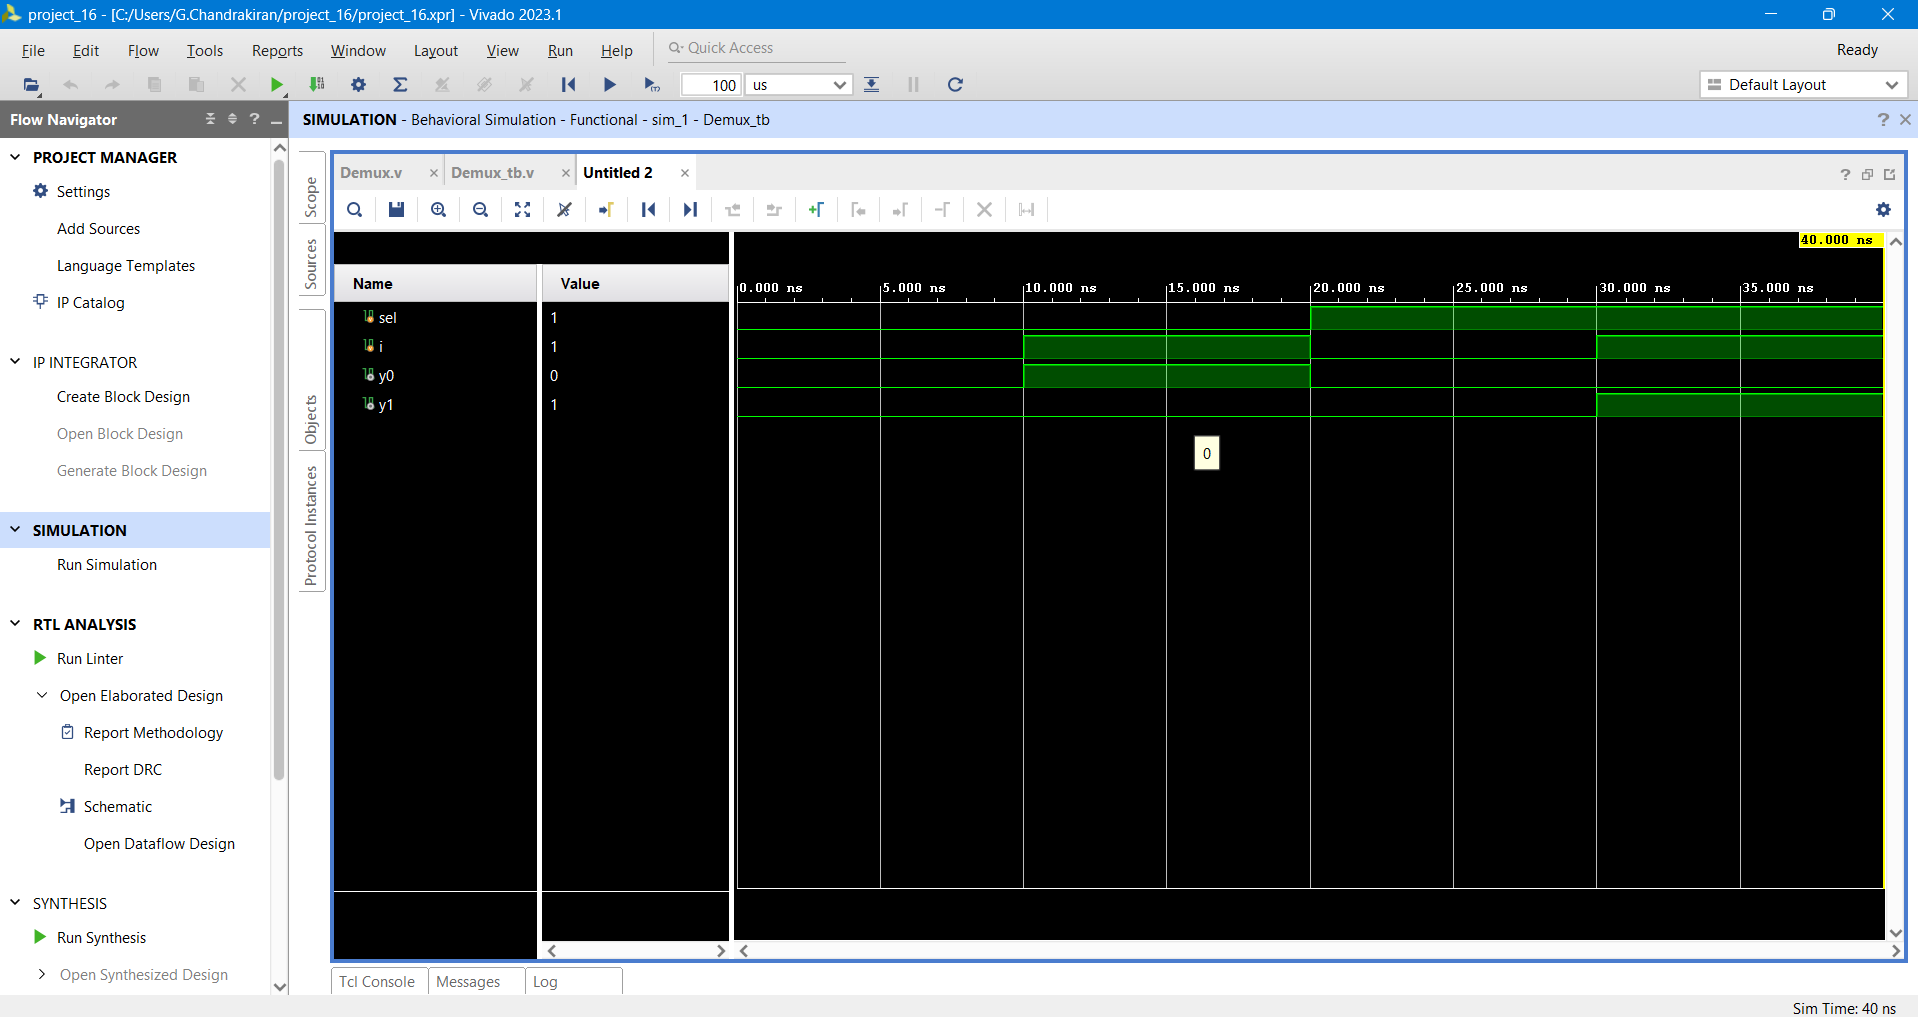 project_16 - [C:/Users/G.Chandrakiran/project_16/project_16.xpr] - Vivado 2023.1
File Edit Flow Tools Reports Window Layout View Run Help Quick Access Ready
100 us Default Layout
Flow Navigator
SIMULATION - Behavioral Simulation - Functional - sim_1 - Demux_tb
PROJECT MANAGER
Settings
Add Sources
Language Templates
IP Catalog
IP INTEGRATOR
Create Block Design
Open Block Design
Generate Block Design
SIMULATION
Run Simulation
RTL ANALYSIS
Run Linter
Open Elaborated Design
Report Methodology
Report DRC
Schematic
Open Dataflow Design
SYNTHESIS
Run Synthesis
Open Synthesized Design
Scope
Sources
Objects
Protocol Instances
Demux.v Demux_tb.v Untitled 2
40.000 ns
Name Value
0.000 ns 5.000 ns 10.000 ns 15.000 ns 20.000 ns 25.000 ns 30.000 ns 35.000 ns
sel 1
i 1
y0 0
y1 1
0
Tcl Console Messages Log
Sim Time: 40 ns